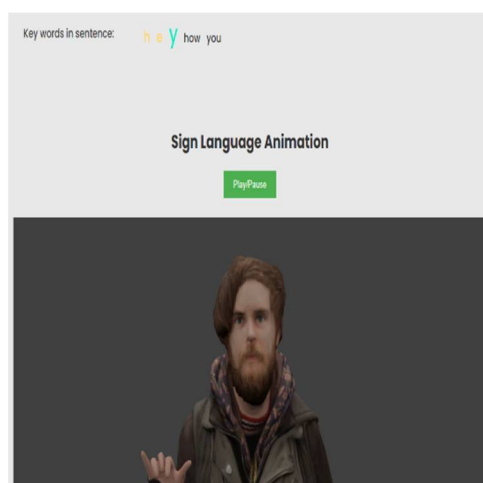 Key words in sentence: h e y how you
Sign Language Animation
Play/Pause